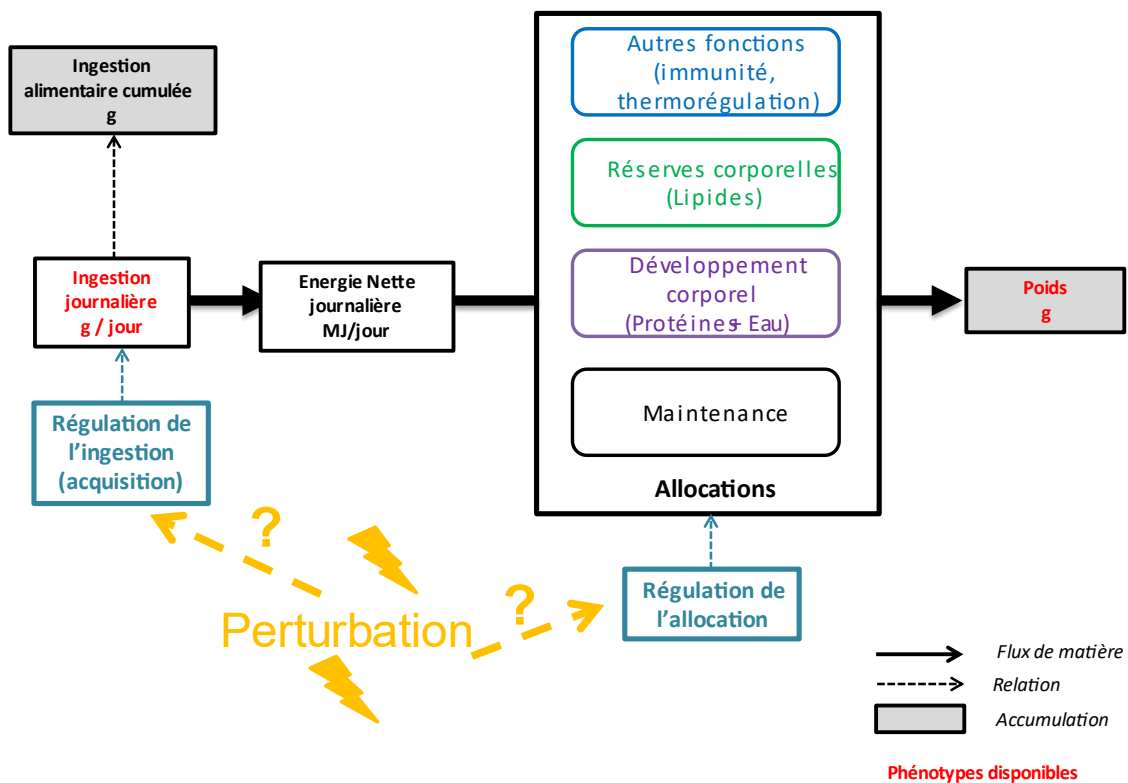 Ingestion
alimentaire cumulée
g
Ingestion
journalière
g / jour
Energie Nette
journalière
MJ/jour
Régulation de
l'ingestion
(acquisition)
Autres fonctions
(immunité,
thermorégulation)
Réserves corporelles
(Lipides)
Développement
corporel
(Protéines+ Eau)
Maintenance
Allocations
Poids
g
?
?
Perturbation
Régulation de
l'allocation
Flux de matière
Relation
Accumulation
Phénotypes disponibles